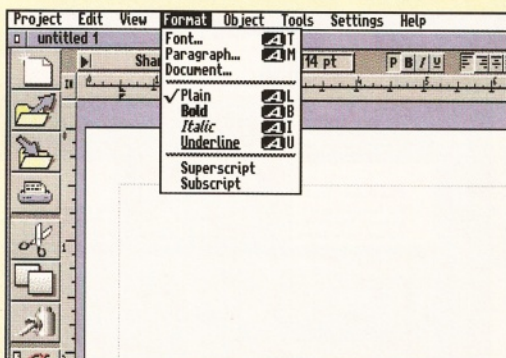 Project Edit View Format Object Tools Settings Help
untitled 1
Sha 14 pt P B I U
Font... A T
Paragraph... A M
Document...
✓ Plain A L
Bold A B
Italic A I
Underline A U
Superscript
Subscript